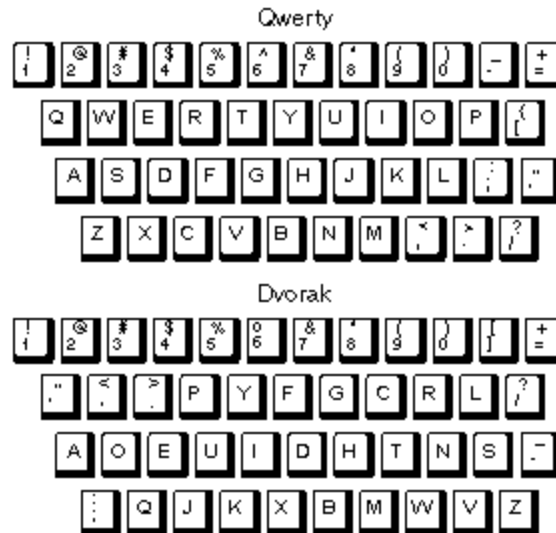 Qwerty
! 1 @ 2 # 3 $ 4 % 5 ^ 6 & 7 * 8 ( 9 ) 0 _ - + =
Q W E R T Y U I O P { [
A S D F G H J K L : ; " '
Z X C V B N M < , > . ? /
Dvorak
! 1 @ 2 # 3 $ 4 % 5 o 6 & 7 * 8 ( 9 ) 0 [ ] + =
" ' < , > . P Y F G C R L ? /
A O E U I D H T N S _ -
: ; Q J K X B M W V Z